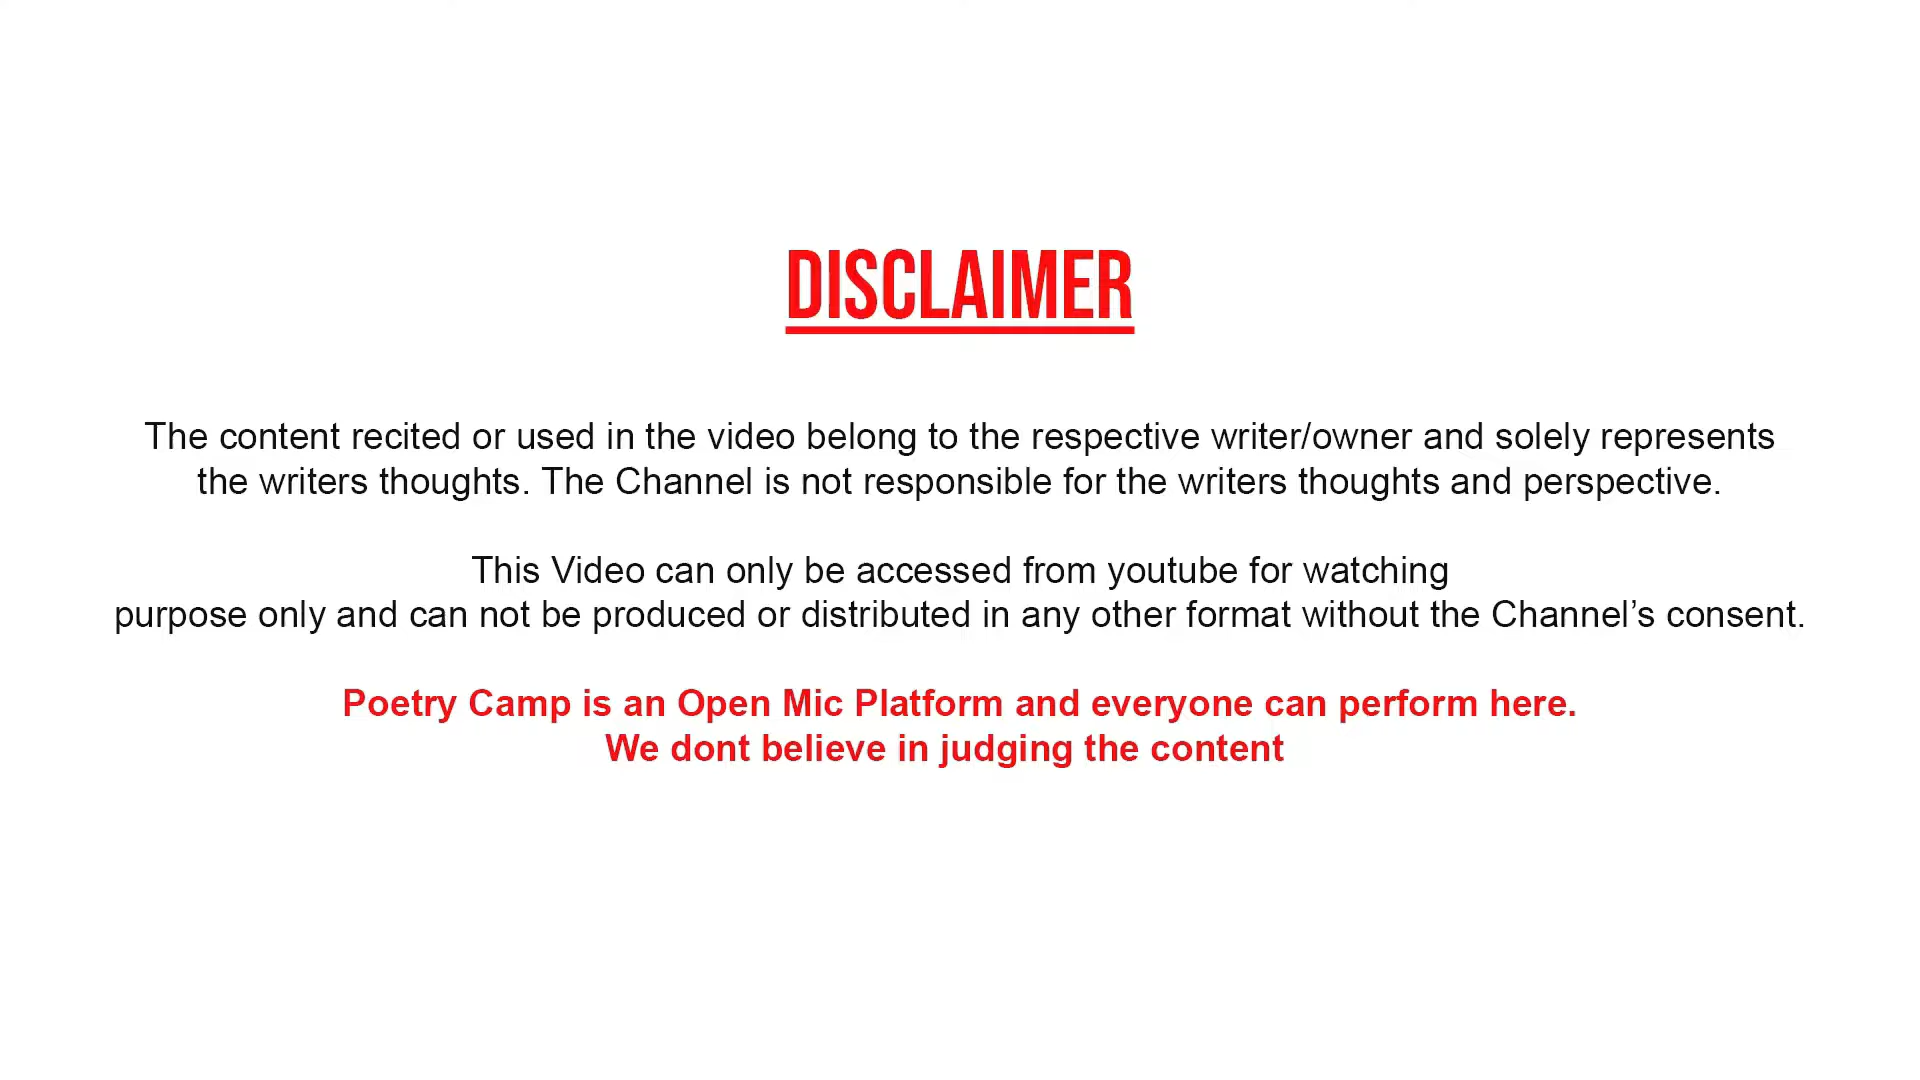 DISCLAIMER
The content recited or used in the video belong to the respective writer/owner and solely represents
the writers thoughts. The Channel is not responsible for the writers thoughts and perspective.
This Video can only be accessed from youtube for watching
purpose only and can not be produced or distributed in any other format without the Channel’s consent.
Poetry Camp is an Open Mic Platform and everyone can perform here.
We dont believe in judging the content